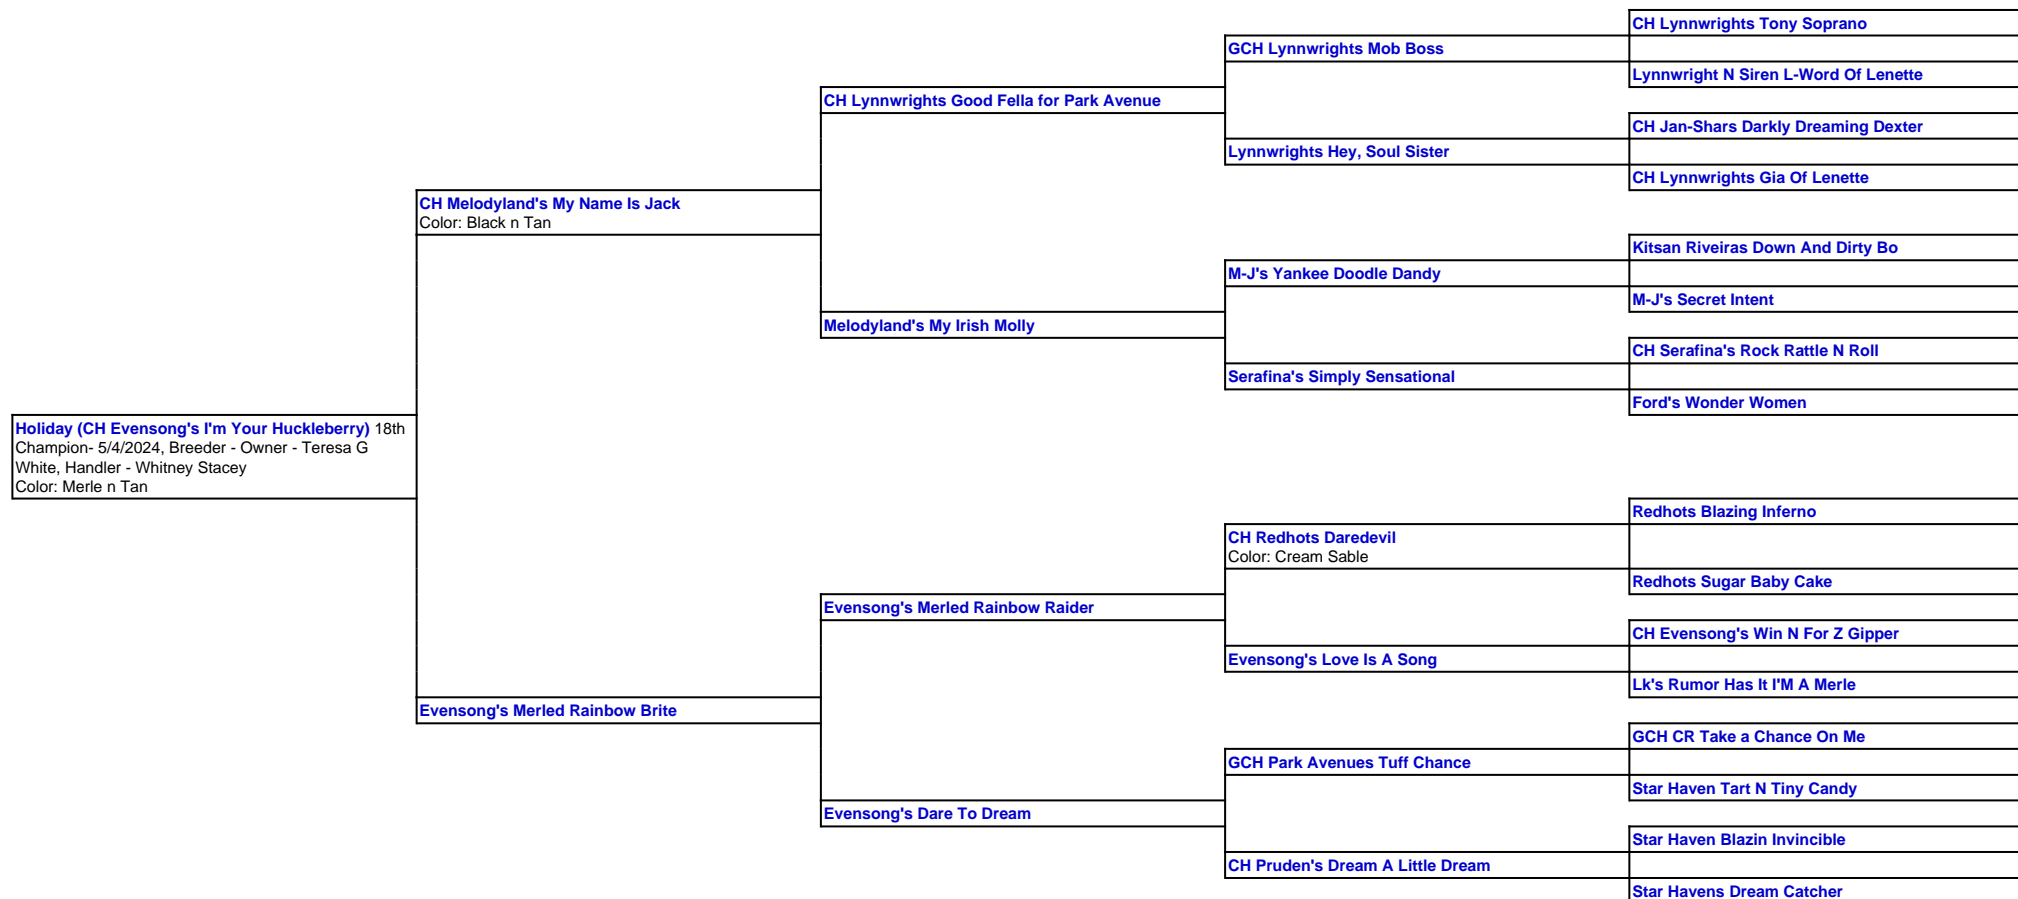 Holiday (CH Evensong's I'm Your Huckleberry) 18th
Champion- 5/4/2024, Breeder - Owner - Teresa G
White, Handler - Whitney Stacey
Color: Merle n Tan
CH Melodyland's My Name Is Jack
Color: Black n Tan
Evensong's Merled Rainbow Brite
CH Lynnwrights Good Fella for Park Avenue
Melodyland's My Irish Molly
Evensong's Merled Rainbow Raider
Evensong's Dare To Dream
GCH Lynnwrights Mob Boss
Lynnwrights Hey, Soul Sister
M-J's Yankee Doodle Dandy
Serafina's Simply Sensational
CH Redhots Daredevil
Color: Cream Sable
Evensong's Love Is A Song
GCH Park Avenues Tuff Chance
CH Pruden's Dream A Little Dream
CH Lynnwrights Tony Soprano
Lynnwright N Siren L-Word Of Lenette
CH Jan-Shars Darkly Dreaming Dexter
CH Lynnwrights Gia Of Lenette
Kitsan Riveiras Down And Dirty Bo
M-J's Secret Intent
CH Serafina's Rock Rattle N Roll
Ford's Wonder Women
Redhots Blazing Inferno
Redhots Sugar Baby Cake
CH Evensong's Win N For Z Gipper
Lk's Rumor Has It I'M A Merle
GCH CR Take a Chance On Me
Star Haven Tart N Tiny Candy
Star Haven Blazin Invincible
Star Havens Dream Catcher